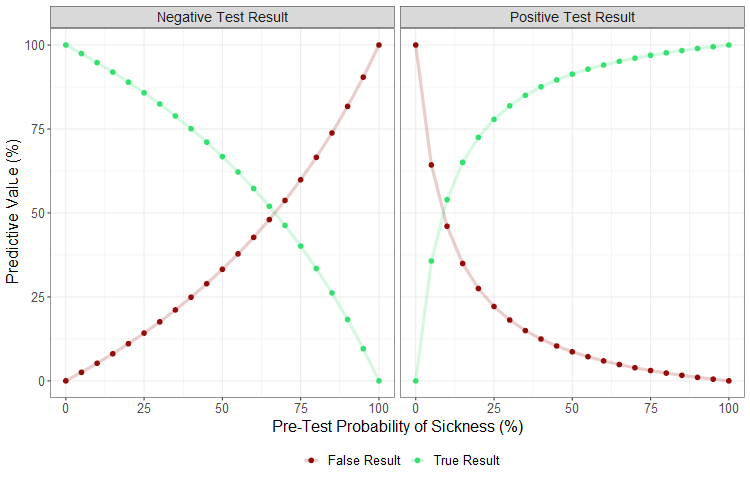 Negative Test Result
Positive Test Result
Predictive Value (%)
100
75
50
25
0
0 25 50 75 100
0 25 50 75 100
Pre-Test Probability of Sickness (%)
False Result
True Result